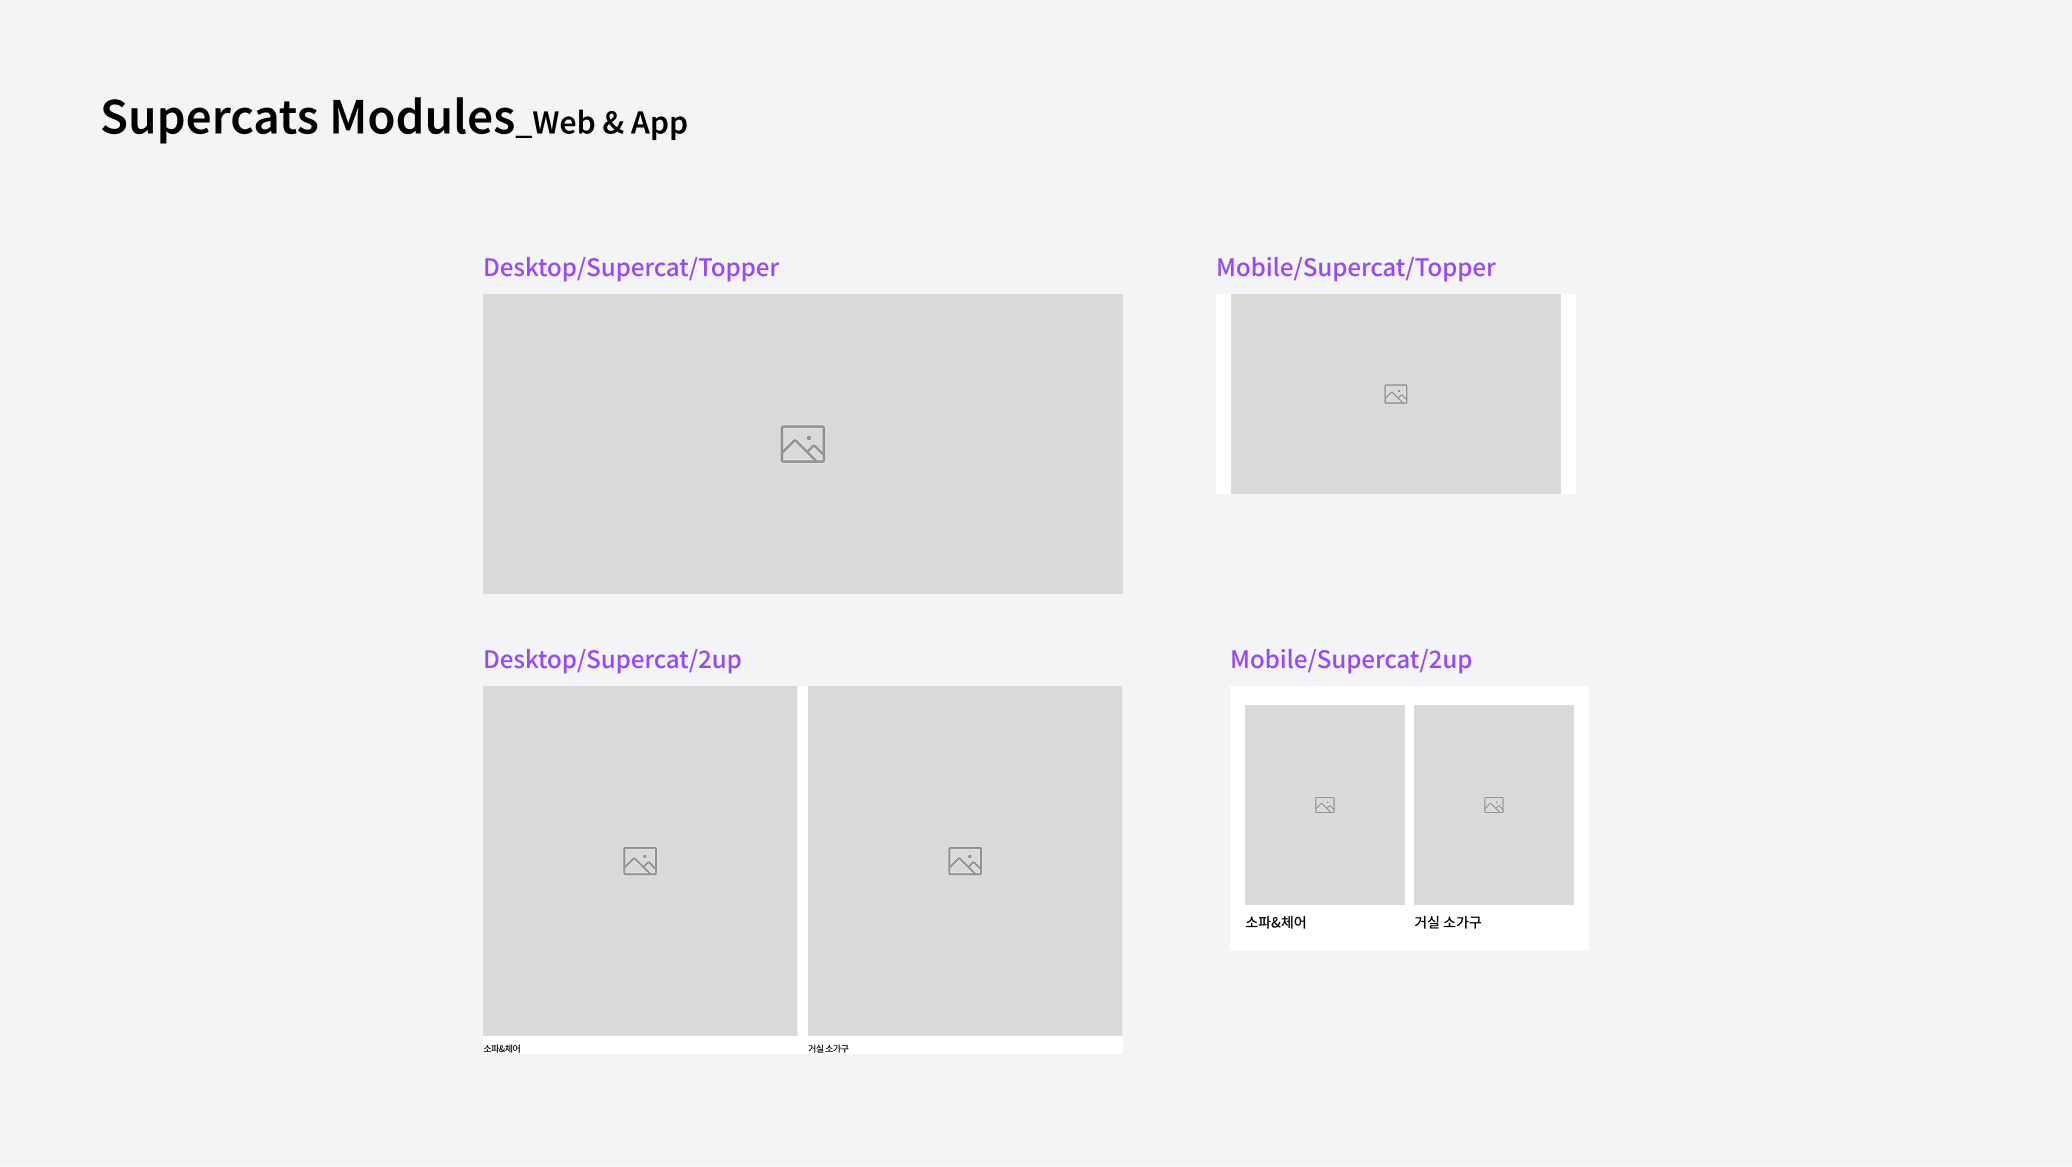 Supercats Modules_Web & App
Desktop/Supercat/Topper
Mobile/Supercat/Topper
Desktop/Supercat/2up
Mobile/Supercat/2up
소파&체어
거실 소가구
소파&체어
거실 소가구